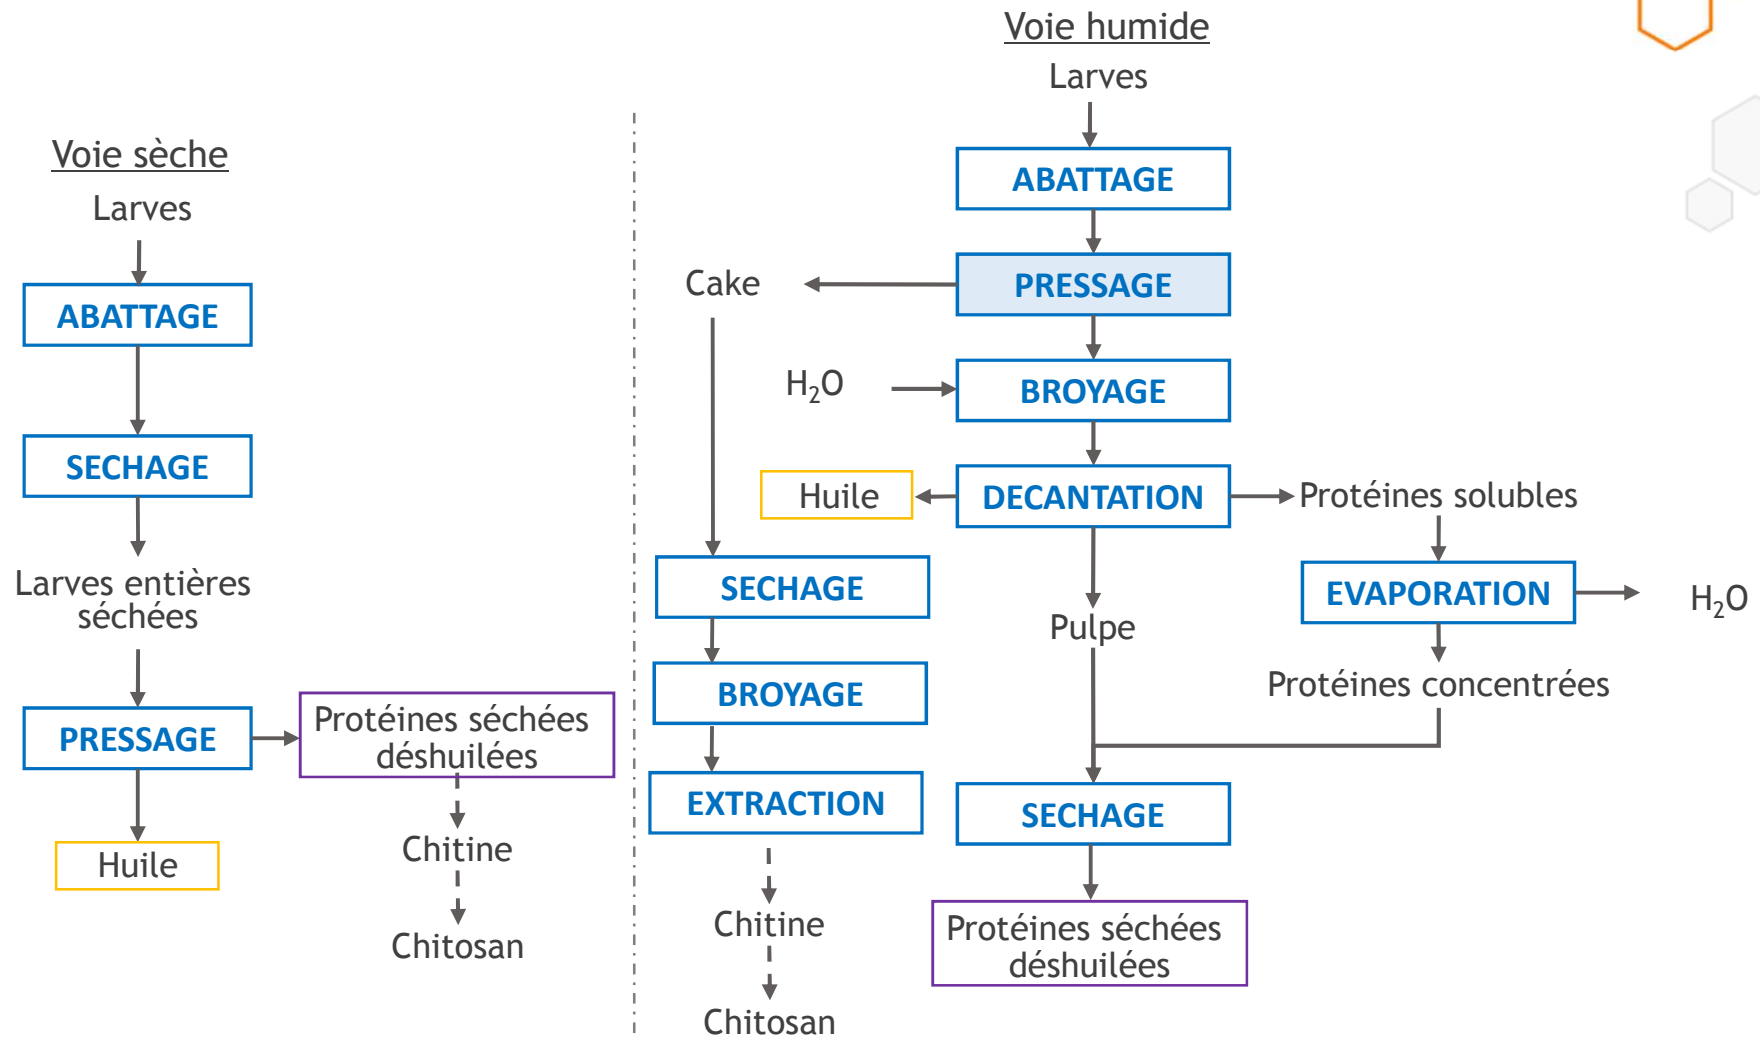 Voie sèche
Larves
ABATTAGE
SECHAGE
Larves entières
séchées
PRESSAGE
Protéines séchées
déshuilées
Huile
Chitine
Chitosan
Voie humide
Larves
ABATTAGE
Cake
PRESSAGE
H₂O
BROYAGE
Huile
DECANTATION
Protéines solubles
SECHAGE
EVAPORATION
H₂O
Pulpe
BROYAGE
Protéines concentrées
EXTRACTION
SECHAGE
Chitine
Protéines séchées
déshuilées
Chitosan